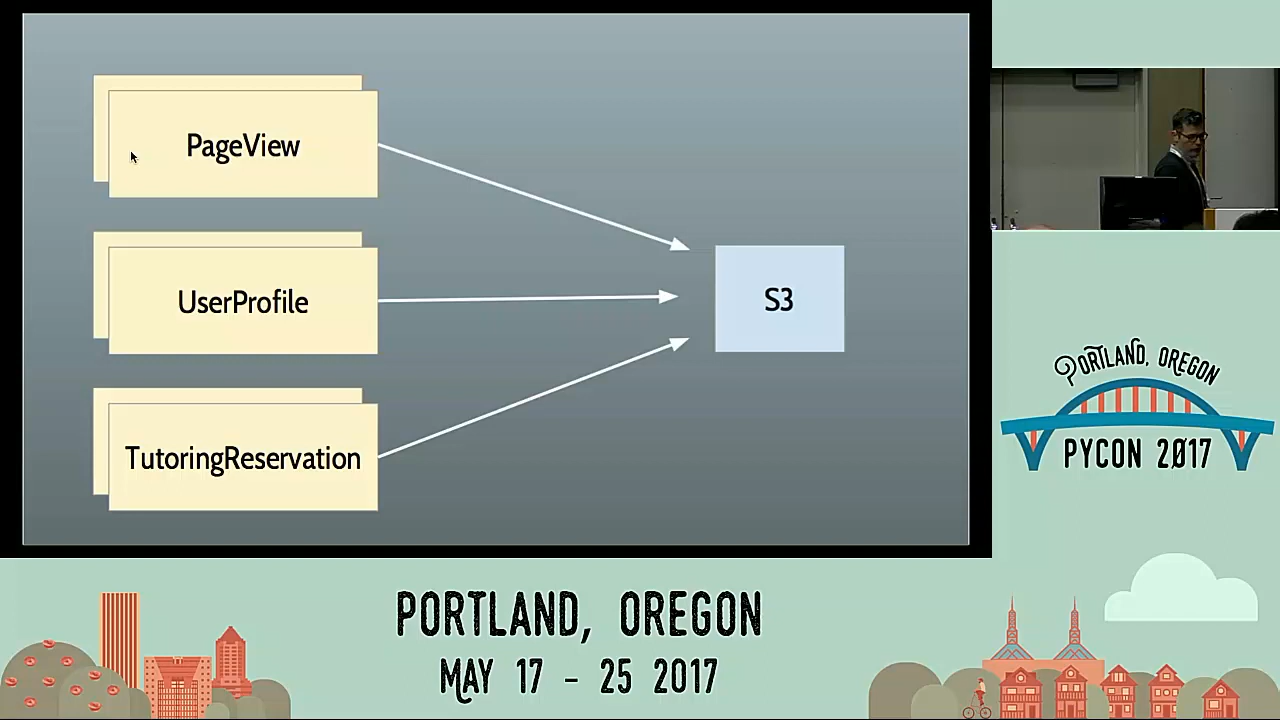 PageView
UserProfile
S3
TutoringReservation
PORTLAND, OREGON
PYCON 2017
PORTLAND, OREGON
MAY 17 - 25 2017